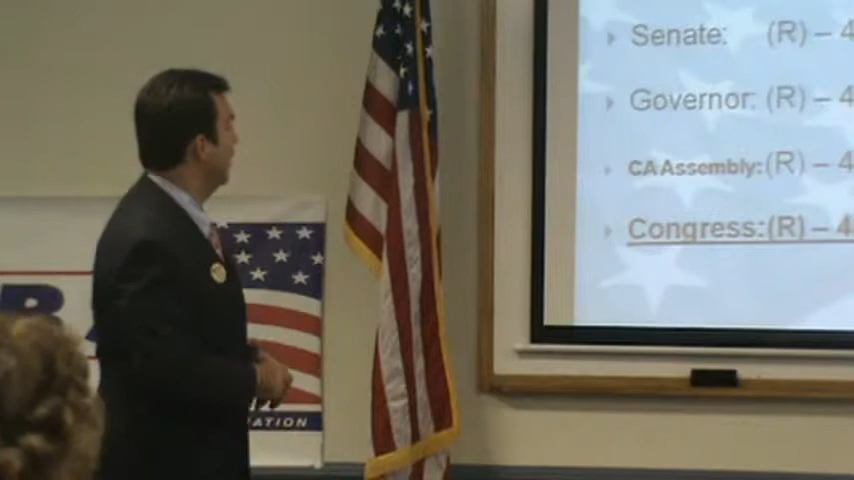 Senate: (R) – 4
Governor: (R) – 4
CA Assembly: (R) – 4
Congress: (R) – 4